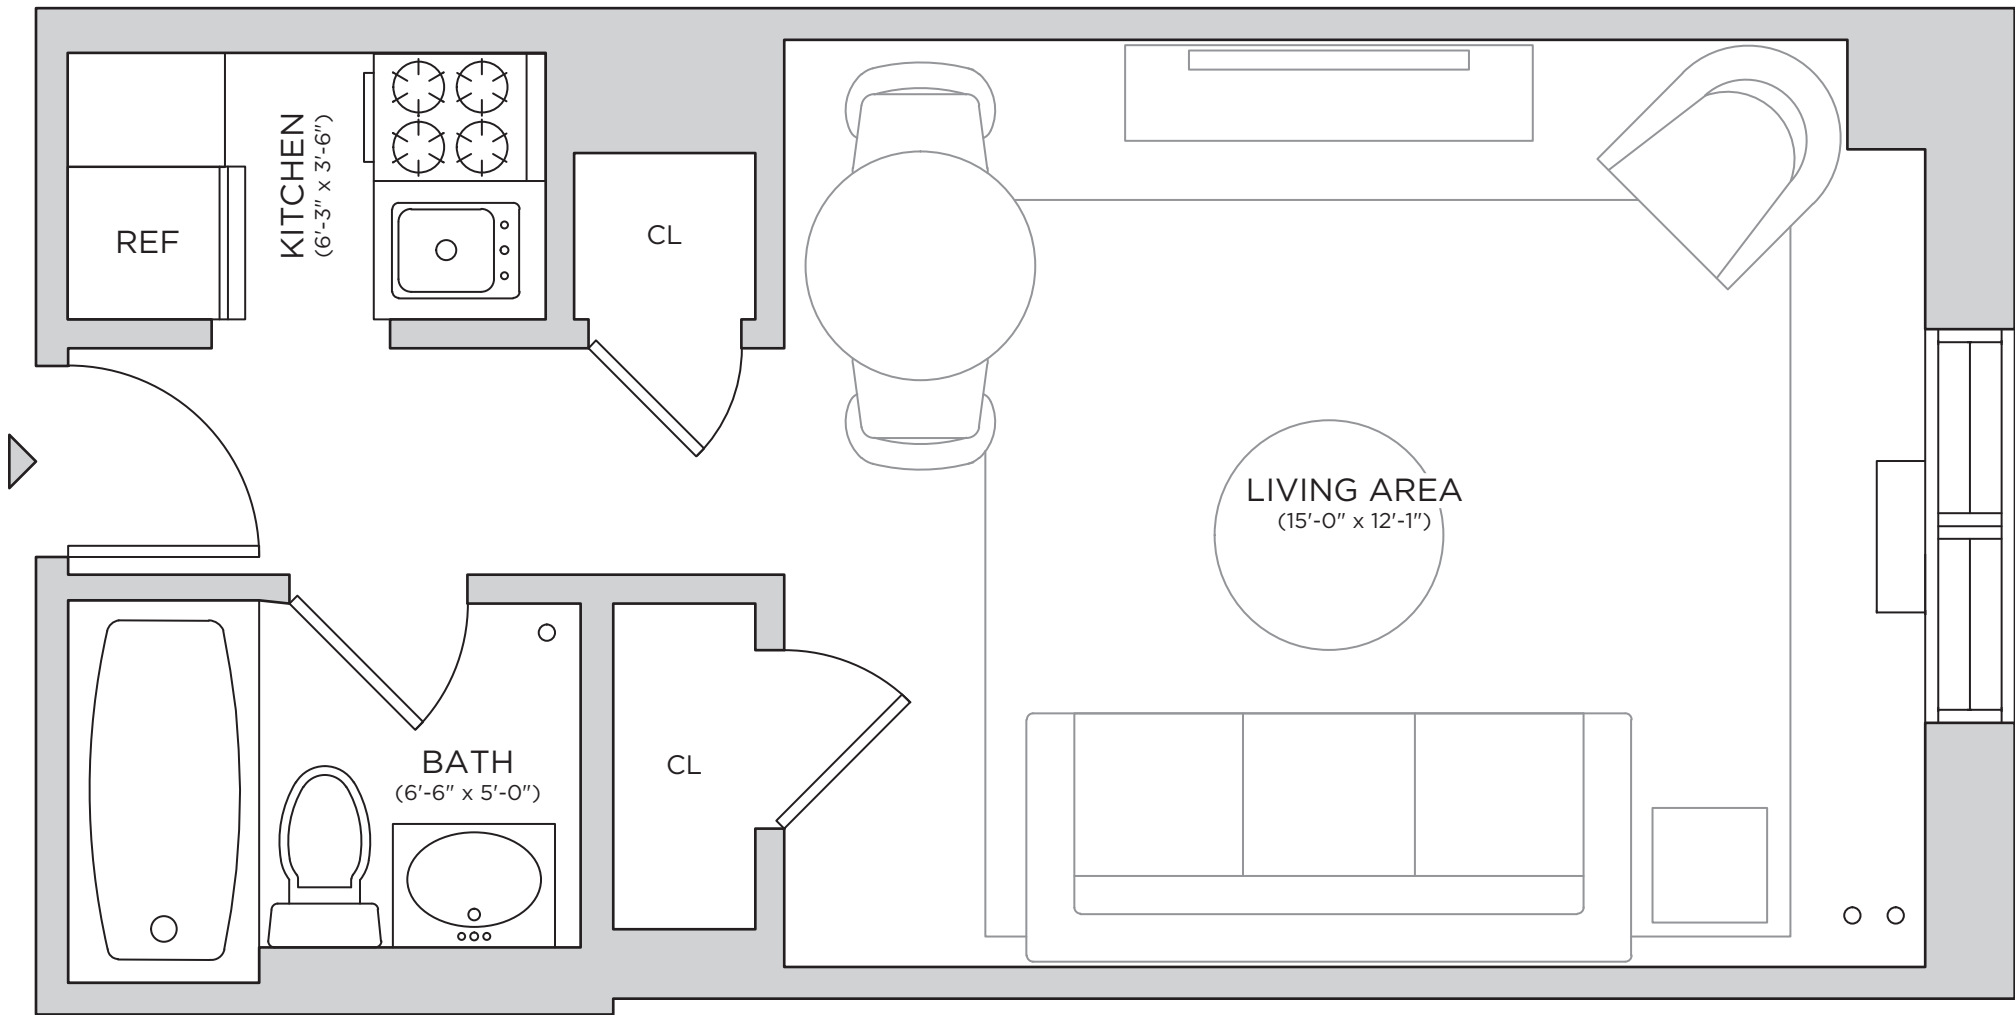 KITCHEN
(6'-3" x 3'-6")
REF
CL
LIVING AREA
(15'-0" x 12'-1")
BATH
(6'-6" x 5'-0")
CL